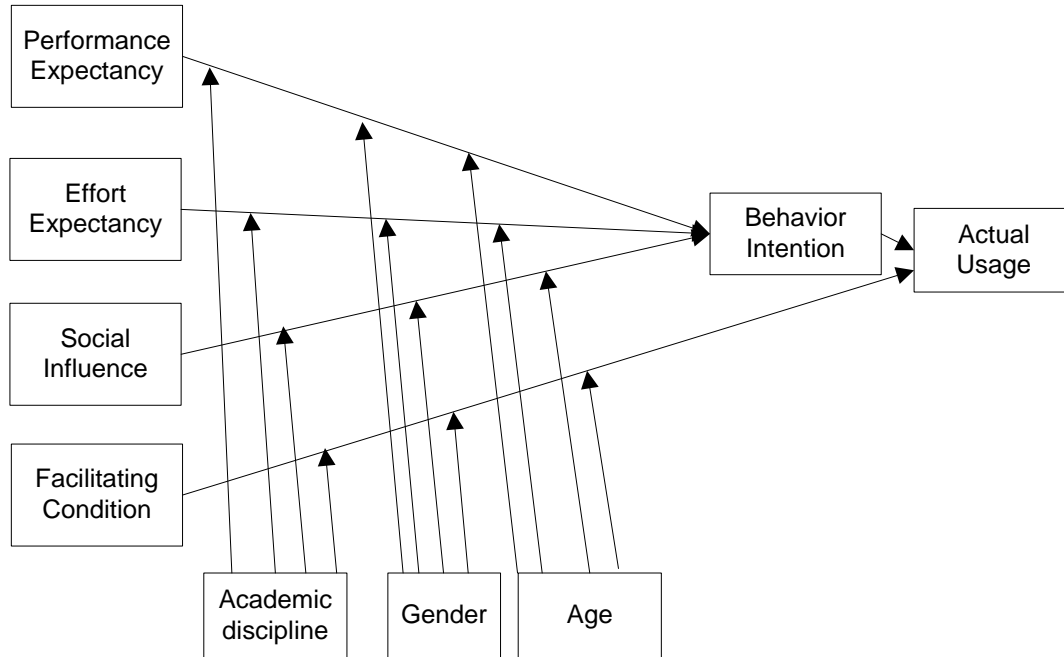 Performance
Expectancy
Effort
Expectancy
Social
Influence
Facilitating
Condition
Behavior
Intention
Actual
Usage
Academic
discipline
Gender
Age